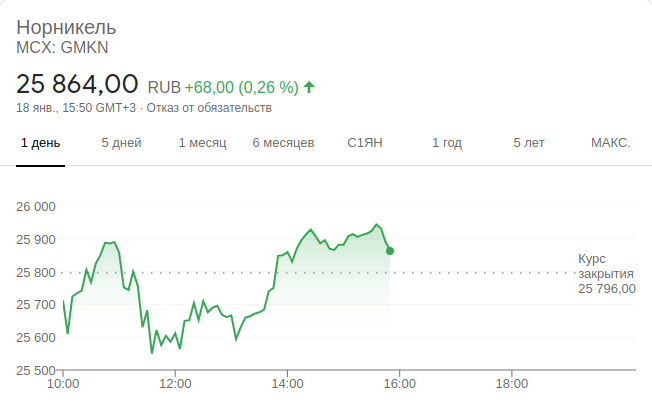 Норникель
MCX: GMKN
25 864,00 RUB +68,00 (0,26 %)
18 янв., 15:50 GMT+3 · Отказ от обязательств
1 день 5 дней 1 месяц 6 месяцев С1ЯН 1 год 5 лет МАКС.
26 000
25 900
25 800
25 700
25 600
25 500
Курс
закрытия
25 796,00
10:00 12:00 14:00 16:00 18:00